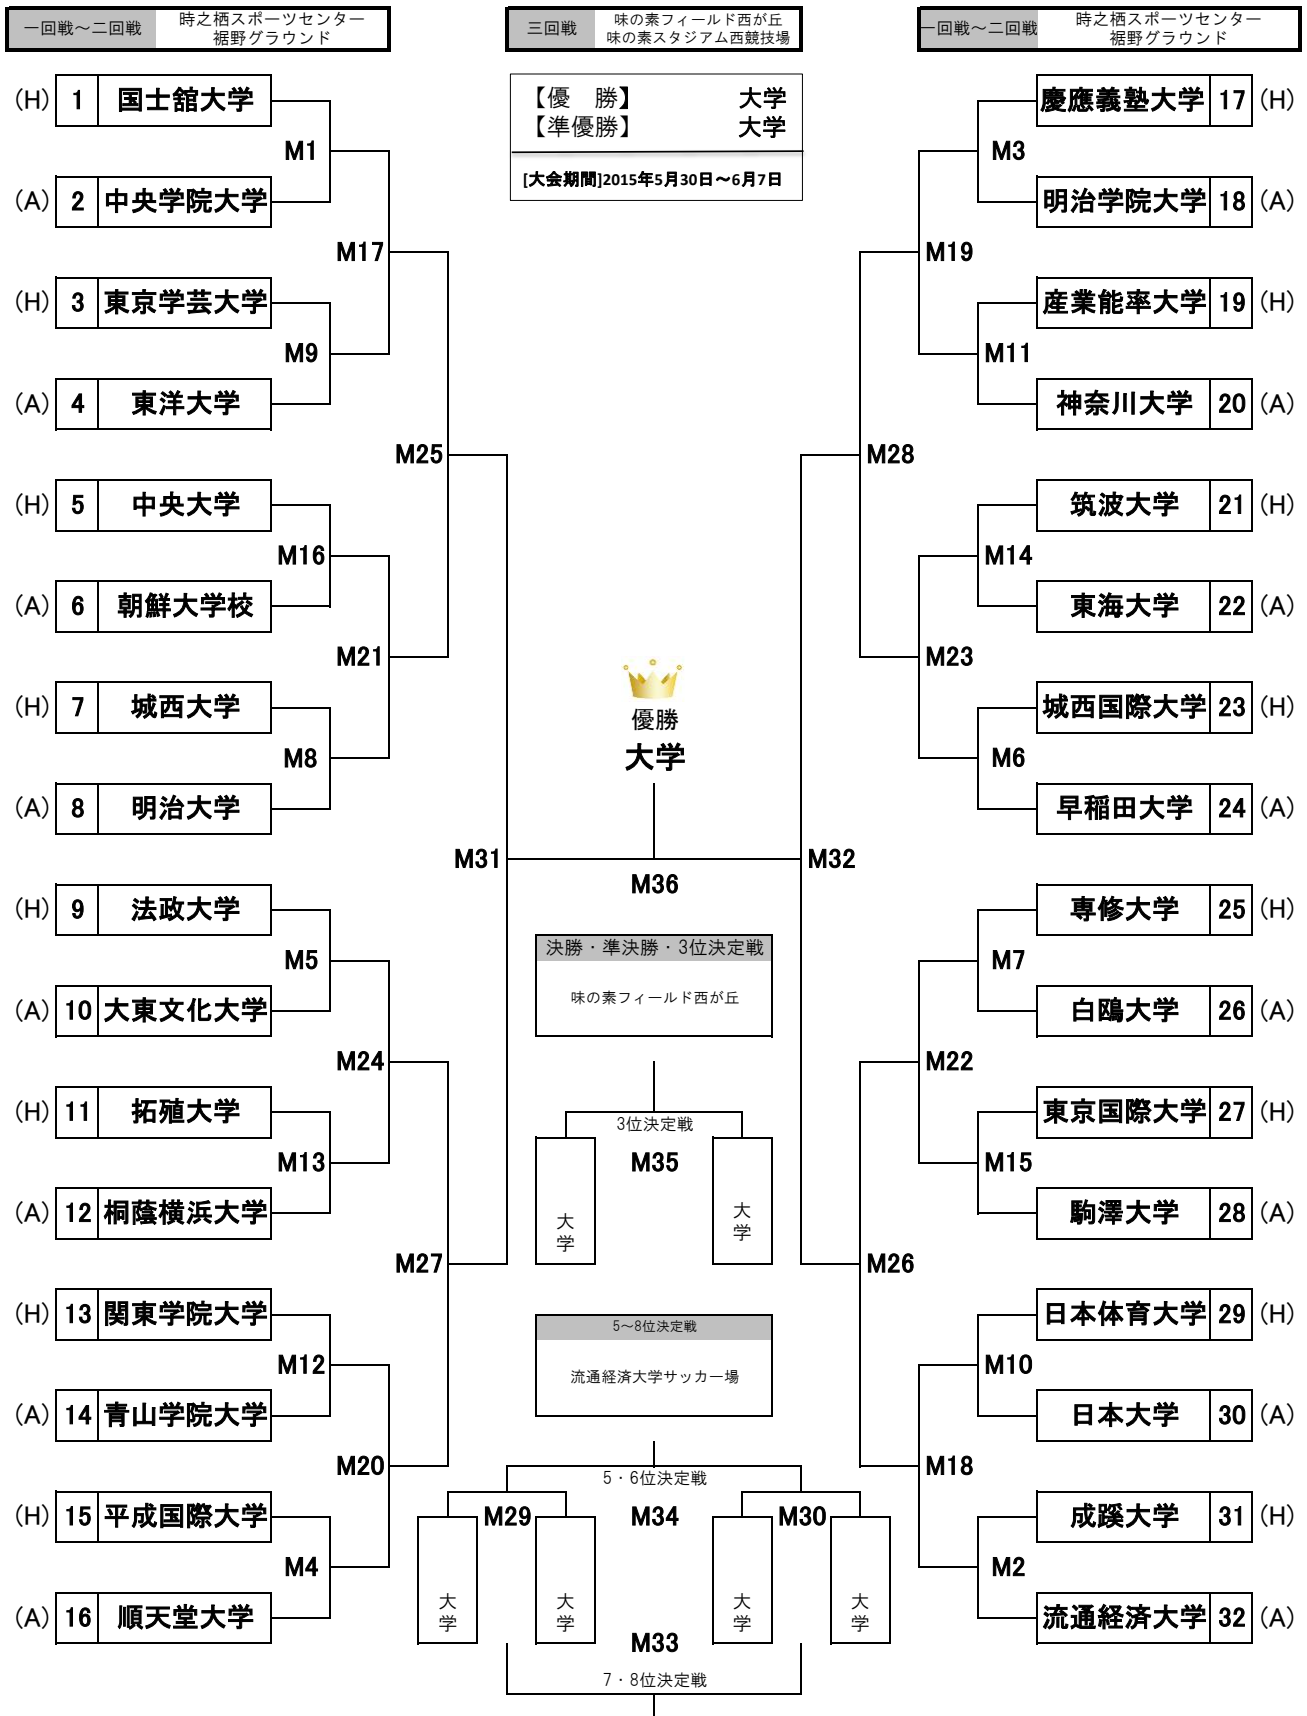 一回戦～二回戦 時之栖スポーツセンター
裾野グラウンド
三回戦 味の素フィールド西が丘
味の素スタジアム西競技場
一回戦～二回戦 時之栖スポーツセンター
裾野グラウンド
【優　勝】 大学
【準優勝】 大学
[大会期間]2015年5月30日～6月7日
(H) 1 国士舘大学
M1
(A) 2 中央学院大学
M17
(H) 3 東京学芸大学
M9
(A) 4 東洋大学
M25
(H) 5 中央大学
M16
(A) 6 朝鮮大学校
M21
(H) 7 城西大学
M8
(A) 8 明治大学
M31
(H) 9 法政大学
M5
(A) 10 大東文化大学
M24
(H) 11 拓殖大学
M13
(A) 12 桐蔭横浜大学
M27
(H) 13 関東学院大学
M12
(A) 14 青山学院大学
M20
(H) 15 平成国際大学
M4
(A) 16 順天堂大学
優勝
大学
M36
決勝・準決勝・3位決定戦
味の素フィールド西が丘
3位決定戦
M35
大学
大学
5～8位決定戦
流通経済大学サッカー場
5・6位決定戦
M29
M34
M30
大学
大学
大学
大学
M33
7・8位決定戦
慶應義塾大学 17 (H)
M3
明治学院大学 18 (A)
M19
産業能率大学 19 (H)
M11
神奈川大学 20 (A)
M28
筑波大学 21 (H)
M14
東海大学 22 (A)
M23
城西国際大学 23 (H)
M6
早稲田大学 24 (A)
M32
専修大学 25 (H)
M7
白鴎大学 26 (A)
M22
東京国際大学 27 (H)
M15
駒澤大学 28 (A)
M26
日本体育大学 29 (H)
M10
日本大学 30 (A)
M18
成蹊大学 31 (H)
M2
流通経済大学 32 (A)